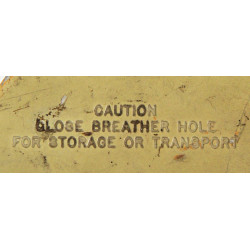 CAUTION
CLOSE BREATHER HOLE
FOR STORAGE OR TRANSPORT